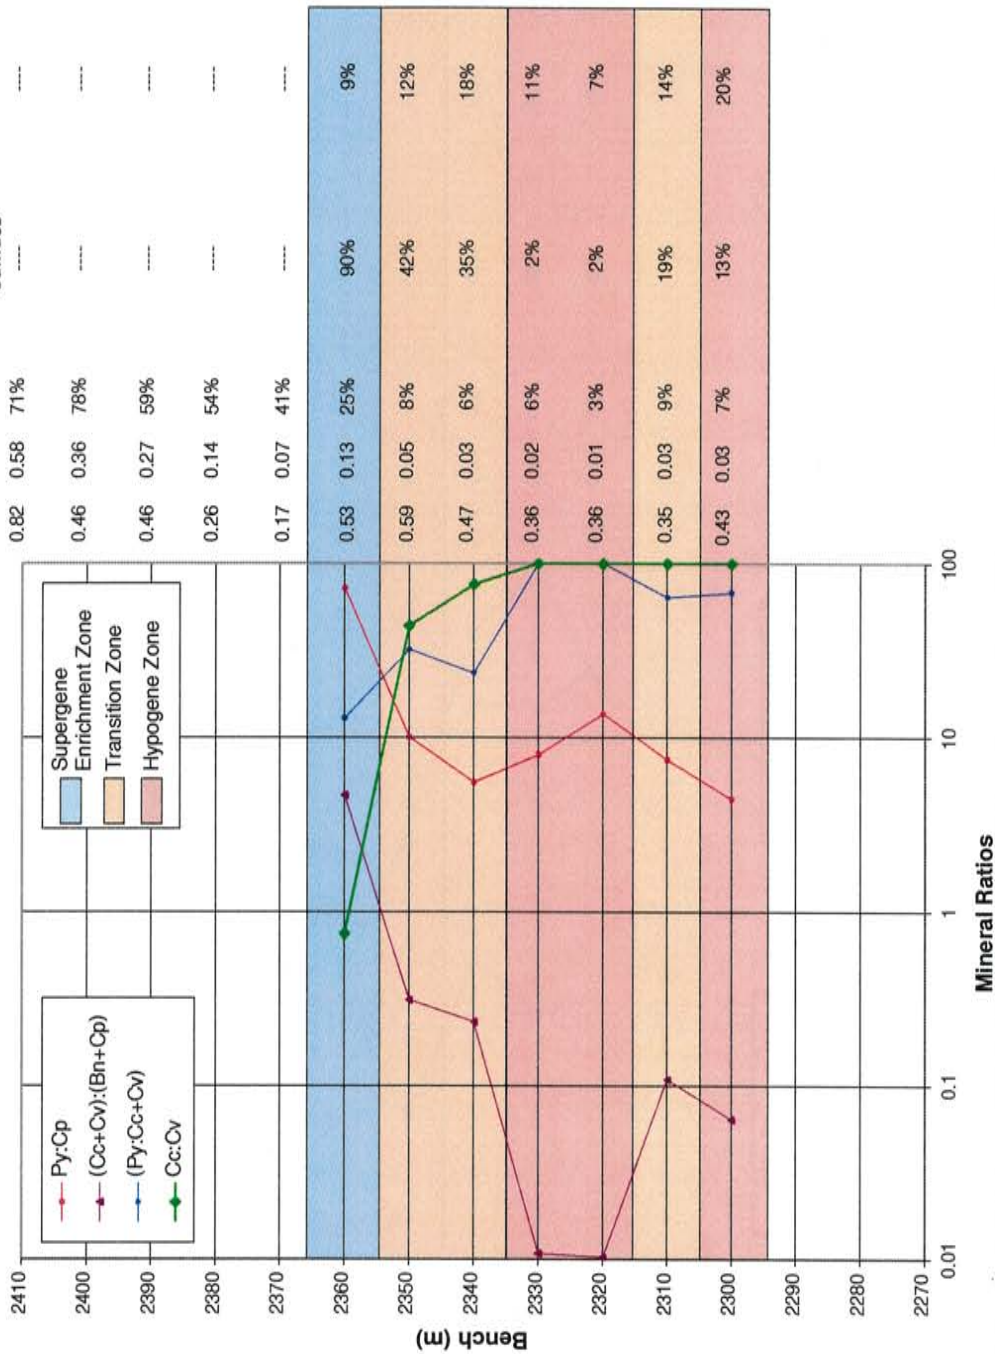 2410 0.82 0.58 71% ---- ----
2400 0.46 0.36 78% ---- ----
2390 0.46 0.27 59% ---- ----
2380 0.26 0.14 54% ---- ----
2370 0.17 0.07 41% ---- ----
2360 0.53 0.13 25% 90% 9%
2350 0.59 0.05 8% 42% 12%
2340 0.47 0.03 6% 35% 18%
2330 0.36 0.02 6% 2% 11%
2320 0.36 0.01 3% 2% 7%
2310 0.35 0.03 9% 19% 14%
2300 0.43 0.03 7% 13% 20%
2290
2280
2270
Bench (m)
Py:Cp
(Cc+Cv):(Bn+Cp)
(Py:Cc+Cv)
Cc:Cv
Supergene
Enrichment Zone
Transition Zone
Hypogene Zone
0.01 0.1 1 10 100
Mineral Ratios